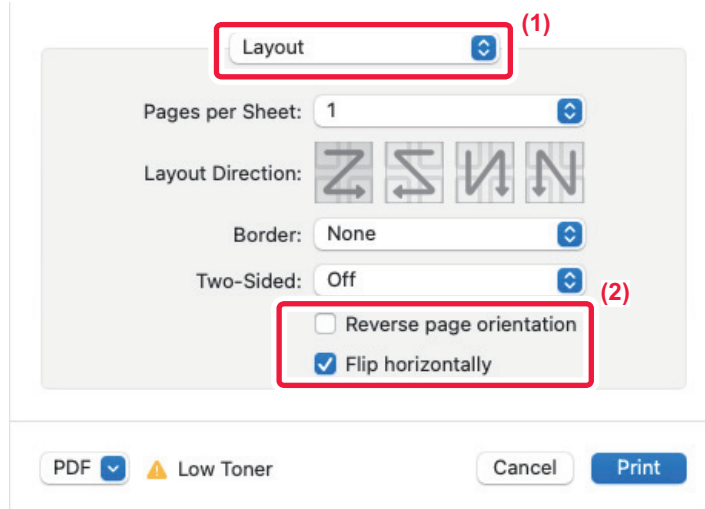 (1)
Layout
Pages per Sheet: 1
Layout Direction:
Border: None
Two-Sided: Off
(2)
Reverse page orientation
Flip horizontally
PDF Low Toner Cancel Print